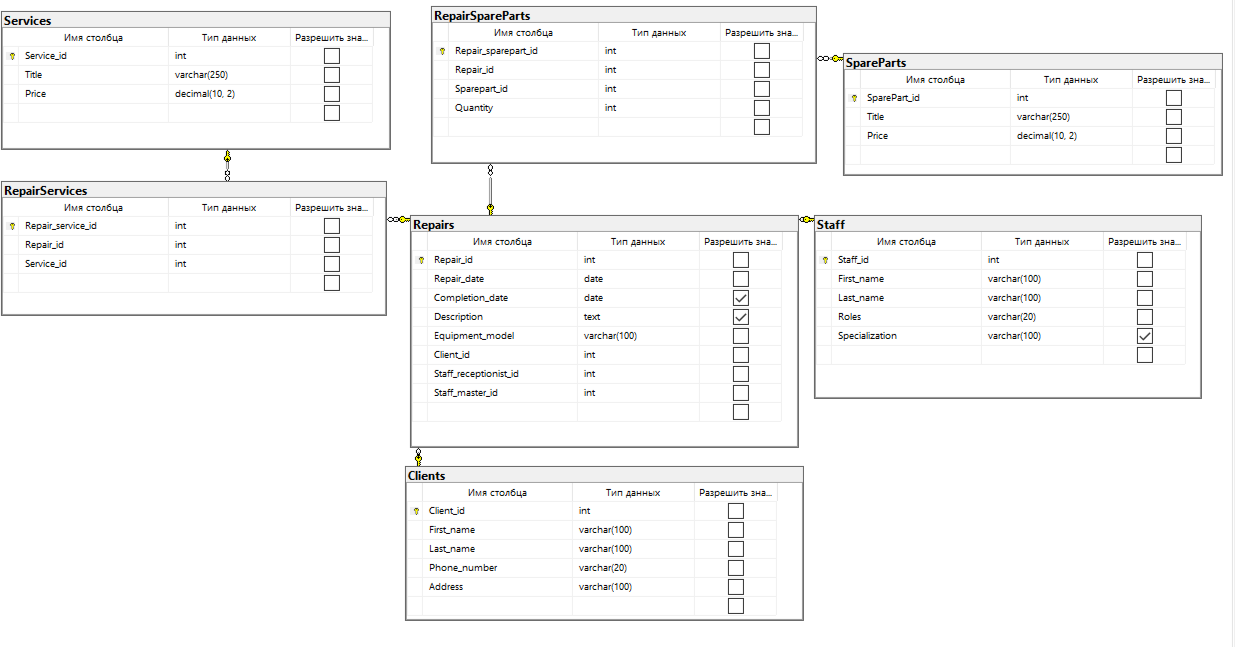 Services
Имя столбца Тип данных Разрешить зна...
Service_id int
Title varchar(250)
Price decimal(10, 2)
RepairSpareParts
Имя столбца Тип данных Разрешить зна...
Repair_sparepart_id int
Repair_id int
Sparepart_id int
Quantity int
SpareParts
Имя столбца Тип данных Разрешить зна...
SparePart_id int
Title varchar(250)
Price decimal(10, 2)
RepairServices
Имя столбца Тип данных Разрешить зна...
Repair_service_id int
Repair_id int
Service_id int
Repairs
Имя столбца Тип данных Разрешить зна...
Repair_id int
Repair_date date
Completion_date date
Description text
Equipment_model varchar(100)
Client_id int
Staff_receptionist_id int
Staff_master_id int
Staff
Имя столбца Тип данных Разрешить зна...
Staff_id int
First_name varchar(100)
Last_name varchar(100)
Roles varchar(20)
Specialization varchar(100)
Clients
Имя столбца Тип данных Разрешить зна...
Client_id int
First_name varchar(100)
Last_name varchar(100)
Phone_number varchar(20)
Address varchar(100)